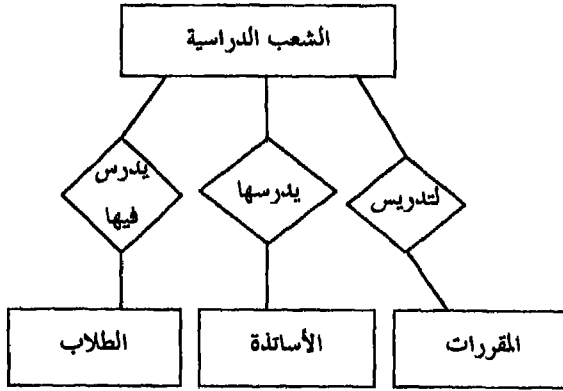 الشعب الدراسية
لتدريس
يدرسها
يدرس
فيها
المقررات
الأساتذة
الطلاب